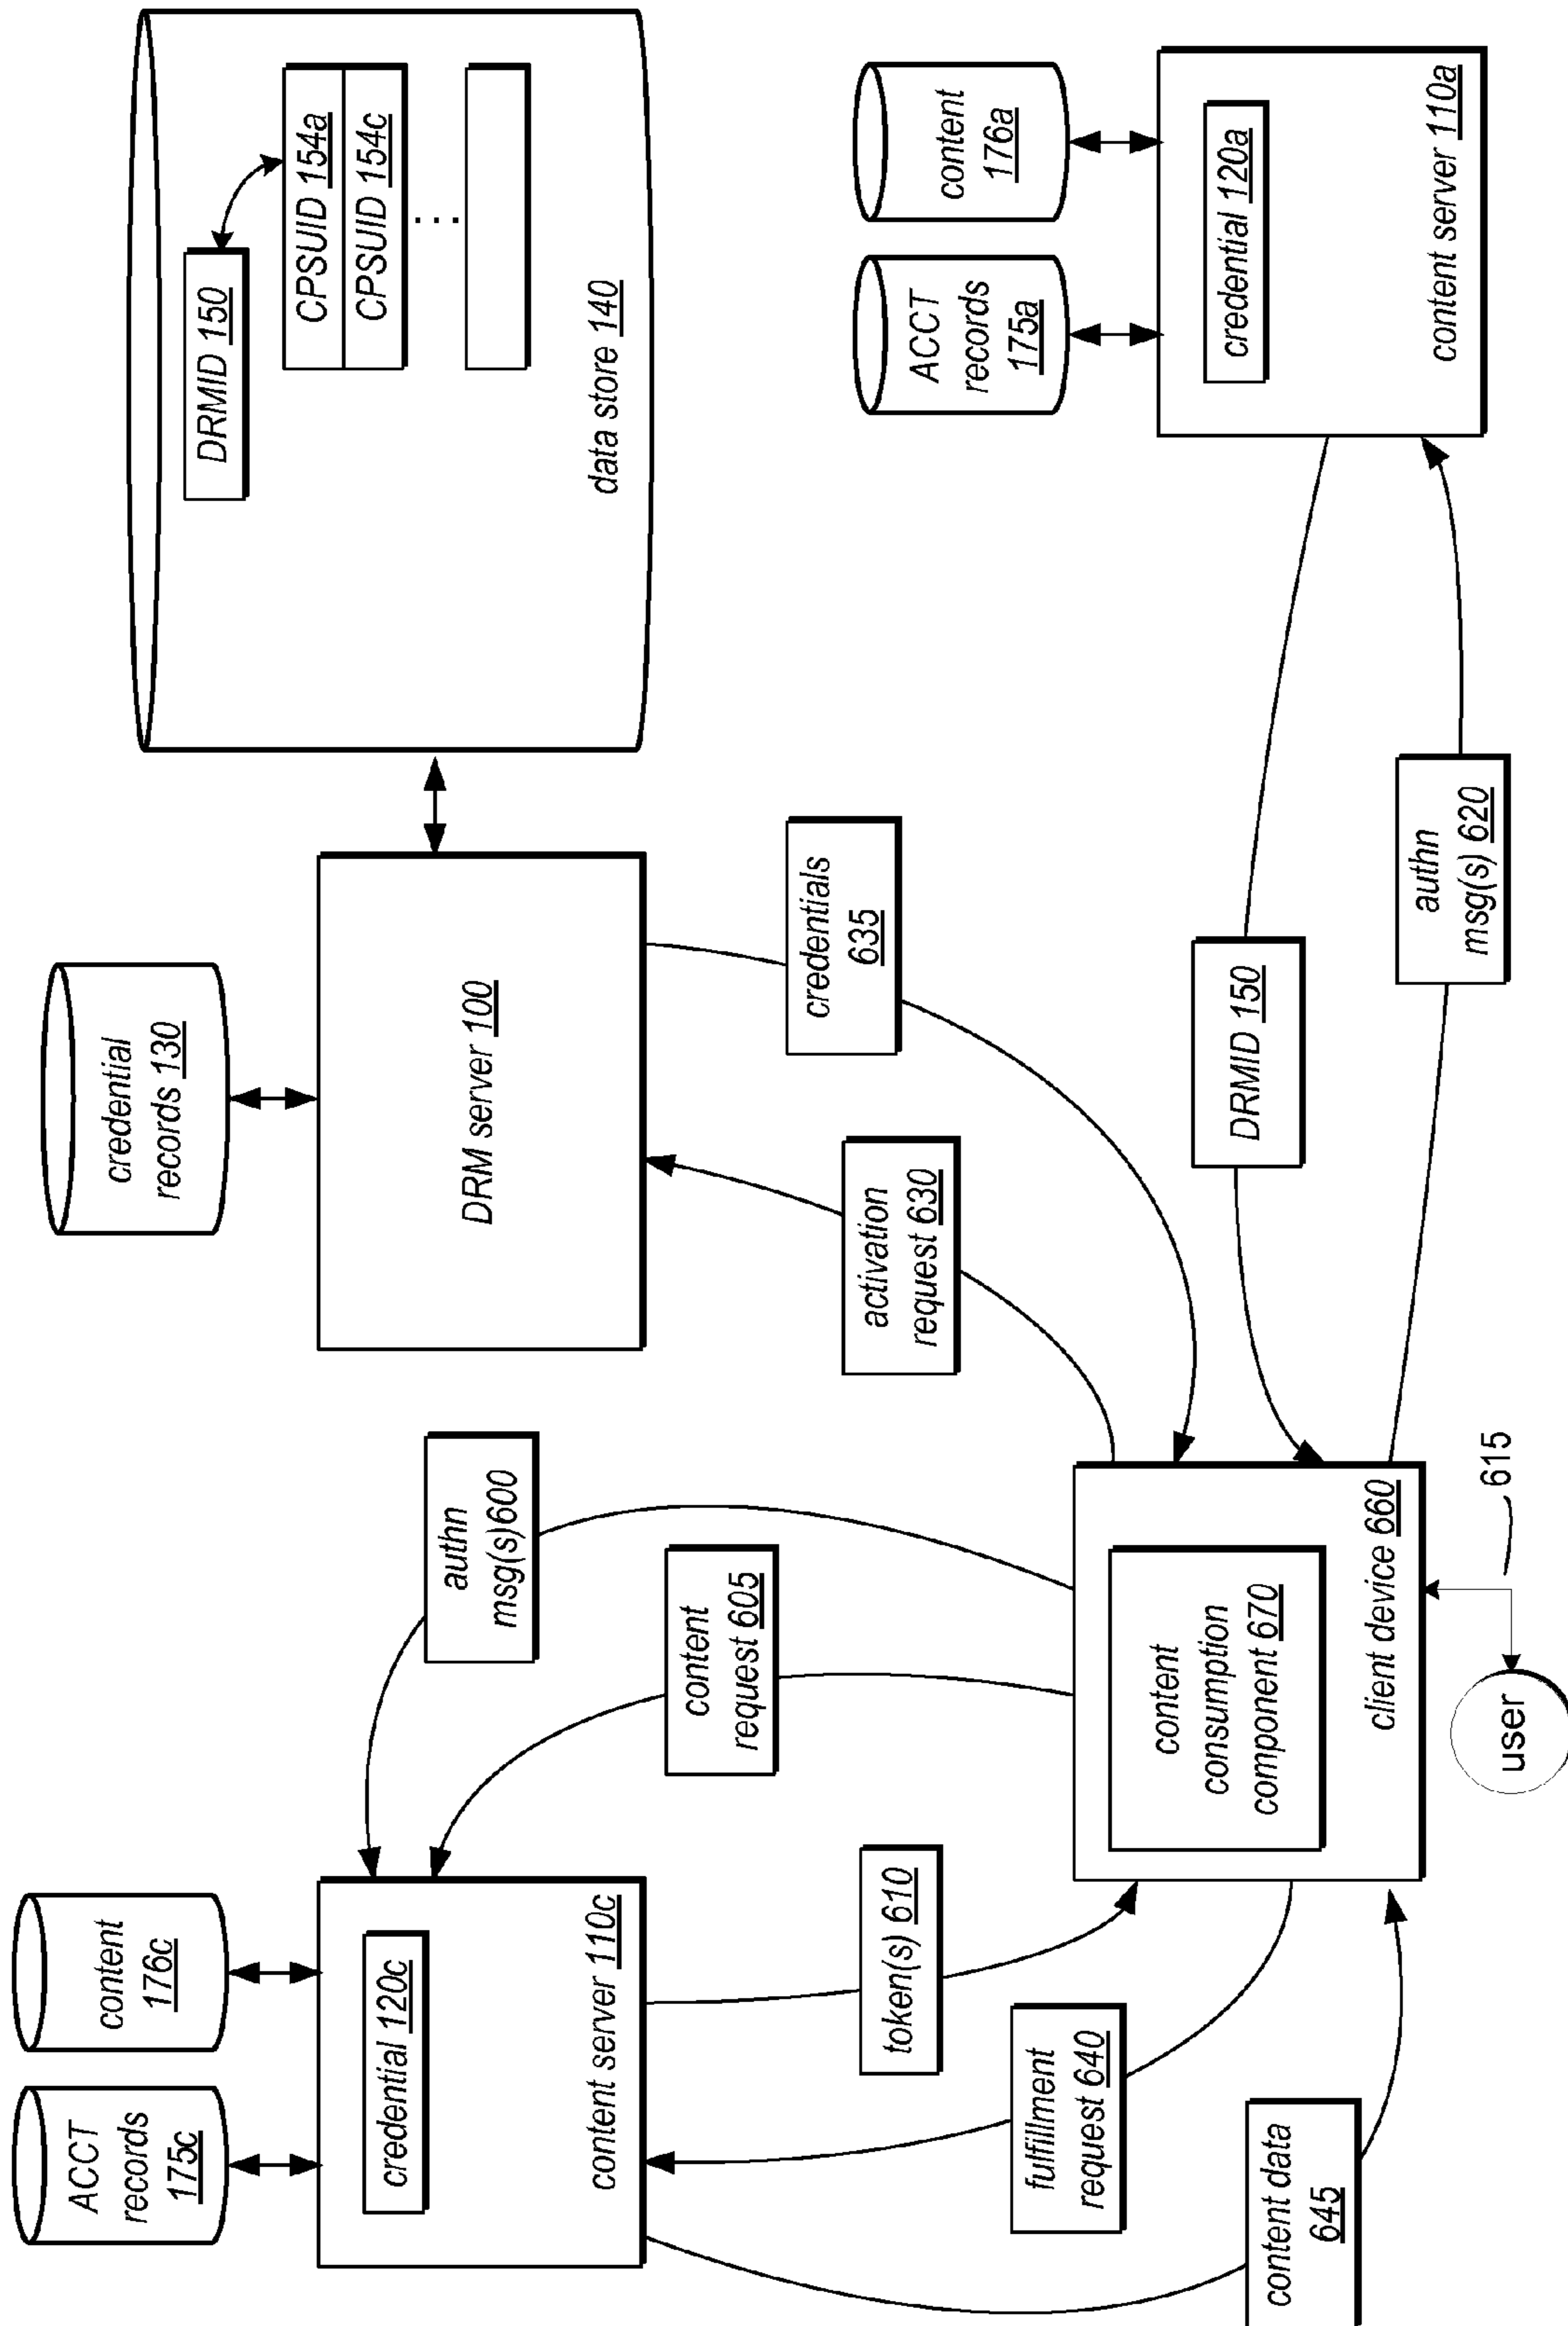 ACCT
records
175c
content
176c
credential 120c
content server 110c
credential
records 130
DRM server 100
DRMID 150
CPSUID 154a
CPSUID 154c
...
data store 140
authn
msg(s)600
content
request 605
token(s) 610
fulfillment
request 640
content data
645
activation
request 630
credentials
635
content
consumption
component 670
client device 660
user
615
DRMID 150
authn
msg(s) 620
ACCT
records
175a
content
176a
credential 120a
content server 110a